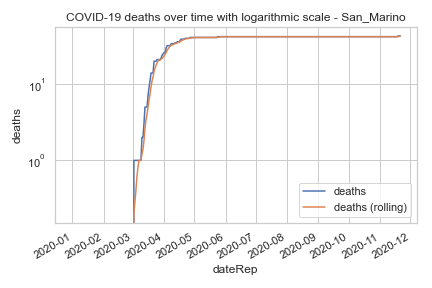 COVID-19 deaths over time with logarithmic scale - San_Marino
deaths
10¹
10⁰
deaths
deaths (rolling)
2020-01
2020-02
2020-03
2020-04
2020-05
2020-06
2020-07
2020-08
2020-09
2020-10
2020-11
2020-12
dateRep